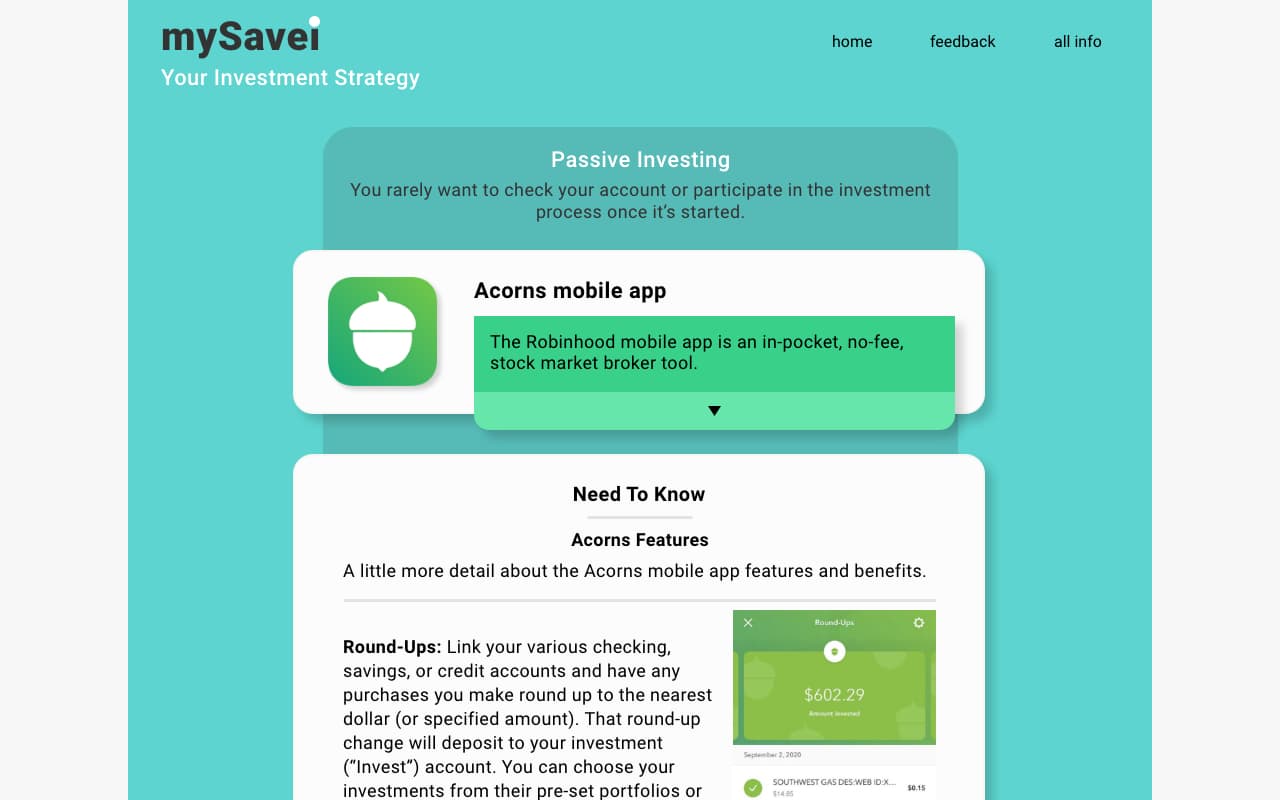 mySavei
home
feedback
all info
Your Investment Strategy
Passive Investing
You rarely want to check your account or participate in the investment
process once it’s started.
Acorns mobile app
The Robinhood mobile app is an in-pocket, no-fee,
stock market broker tool.
Need To Know
Acorns Features
A little more detail about the Acorns mobile app features and benefits.
Round-Ups: Link your various checking,
savings, or credit accounts and have any
purchases you make round up to the nearest
dollar (or specified amount). That round-up
change will deposit to your investment
(“Invest”) account. You can choose your
investments from their pre-set portfolios or
Round-Ups
$602.29
Amount Invested
September 2, 2020
SOUTHWEST GAS DES:WEB ID:X...
$14.85
$0.15